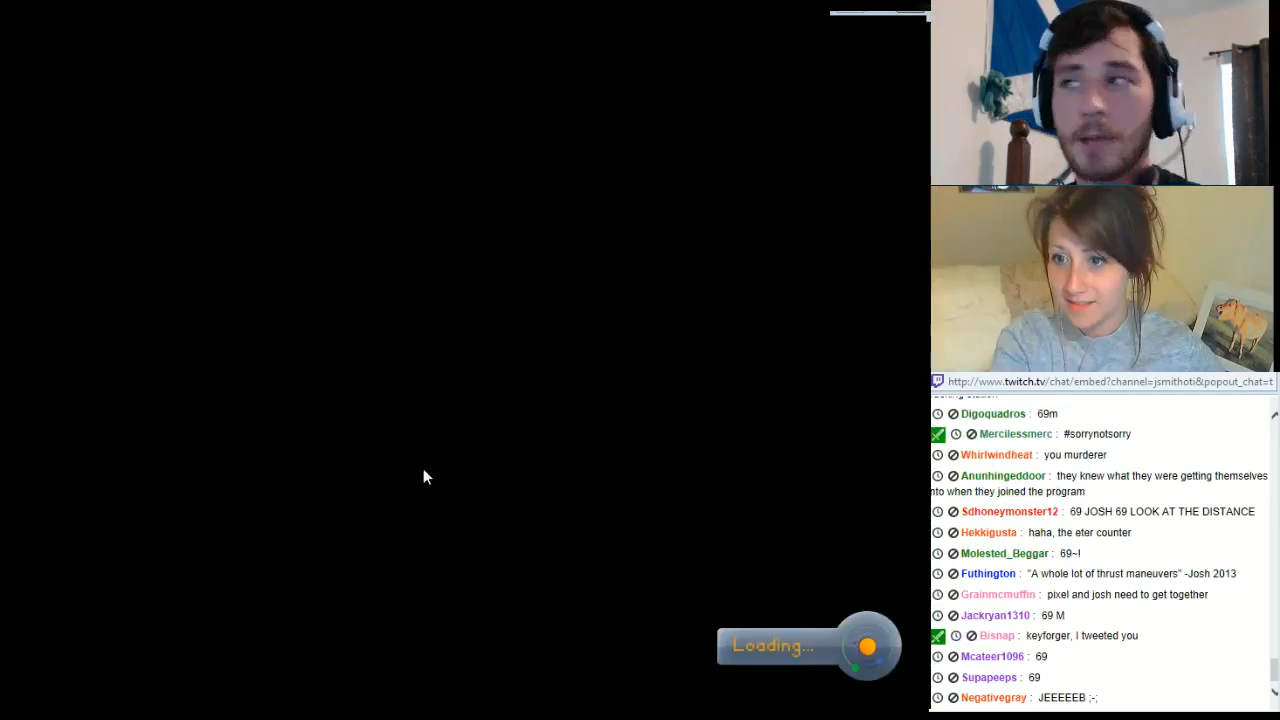 Loading...
http://www.twitch.tv/chat/embed?channel=jsmithoti&popout_chat=t
Digoquadros : 69m
Mercilessmerc : #sorrynotsorry
Whirlwindheat : you murderer
Anunhingeddoor : they knew what they were getting themselves
nto when they joined the program
Sdhoneymonster12 : 69 JOSH 69 LOOK AT THE DISTANCE
Hekkigusta : haha, the eter counter
Molested_Beggar : 69~!
Futhington : "A whole lot of thrust maneuvers" -Josh 2013
Grainmcmuffin : pixel and josh need to get together
Jackryan1310 : 69 M
Bisnap : keyforger, I tweeted you
Mcateer1096 : 69
Supapeeps : 69
Negativegray : JEEEEEB ;-;